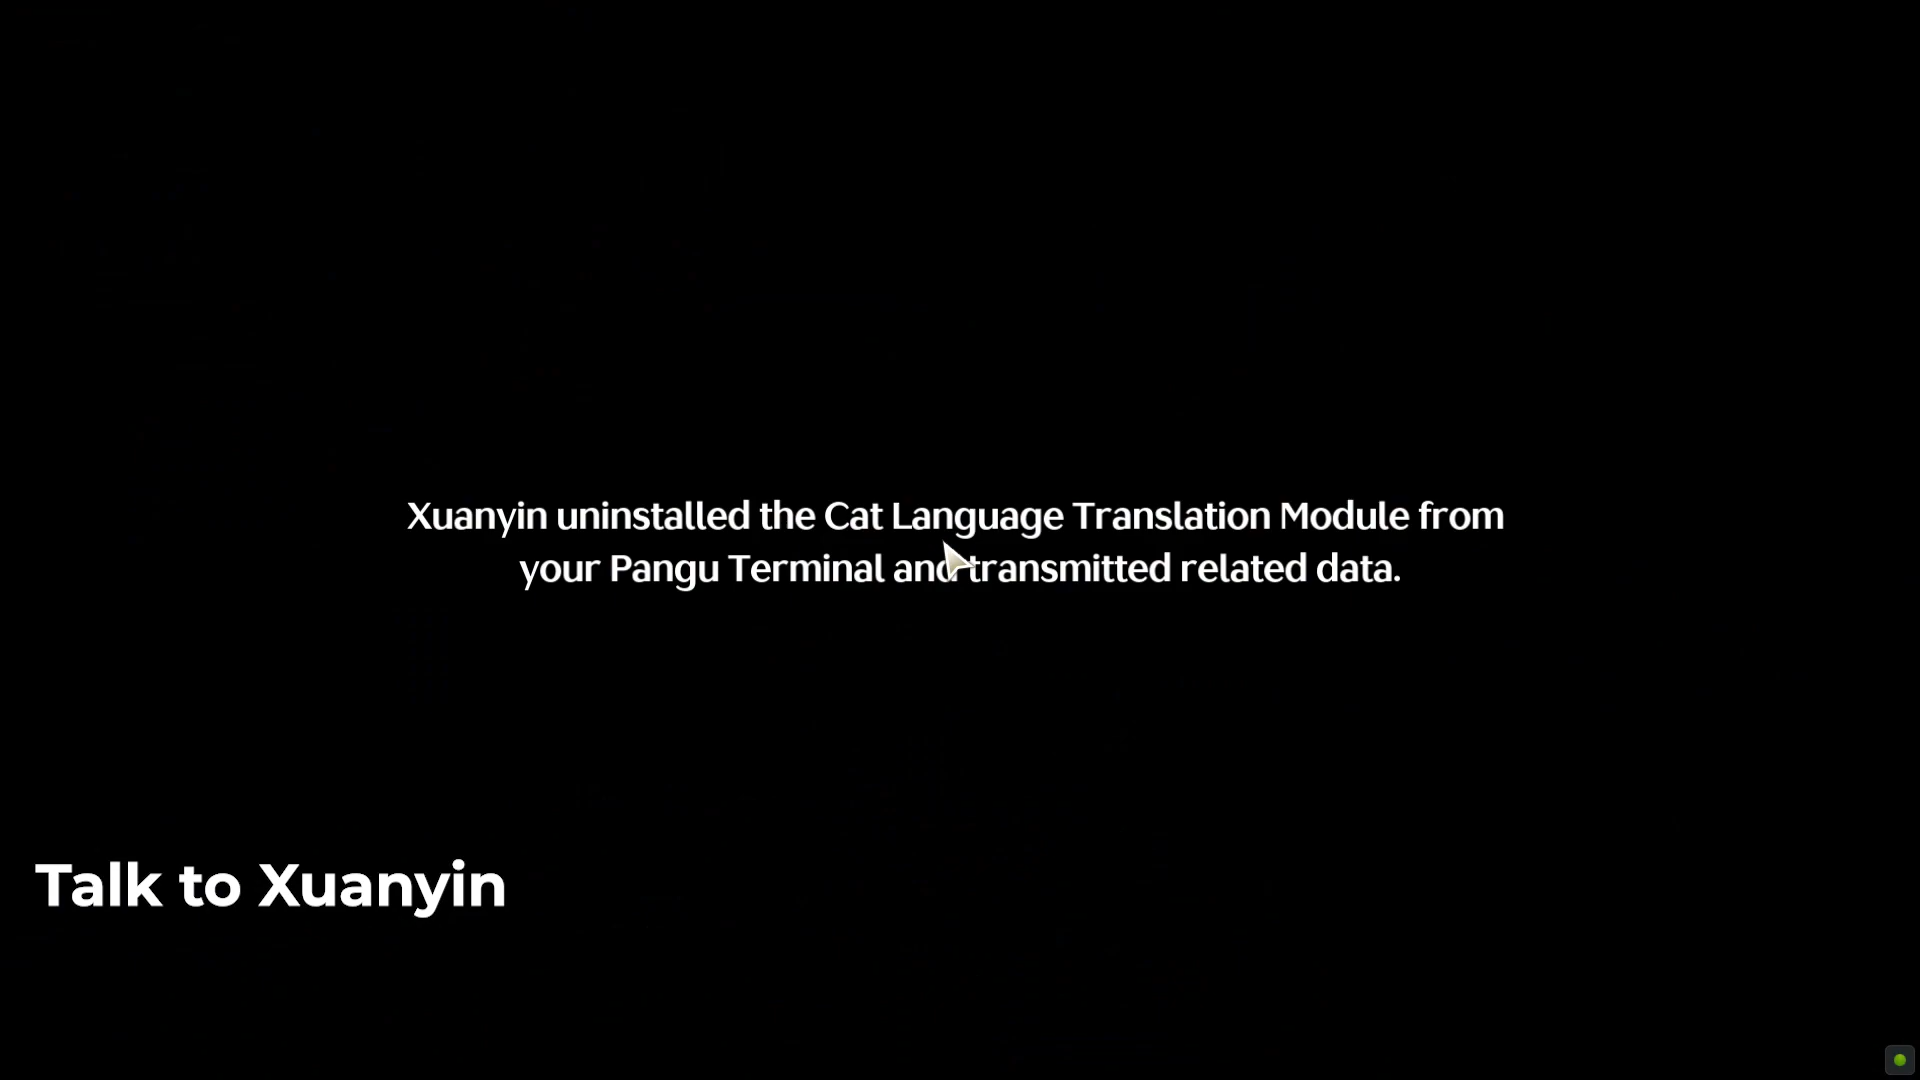 Xuanyin uninstalled the Cat Language Translation Module from
your Pangu Terminal and transmitted related data.
Talk to Xuanyin